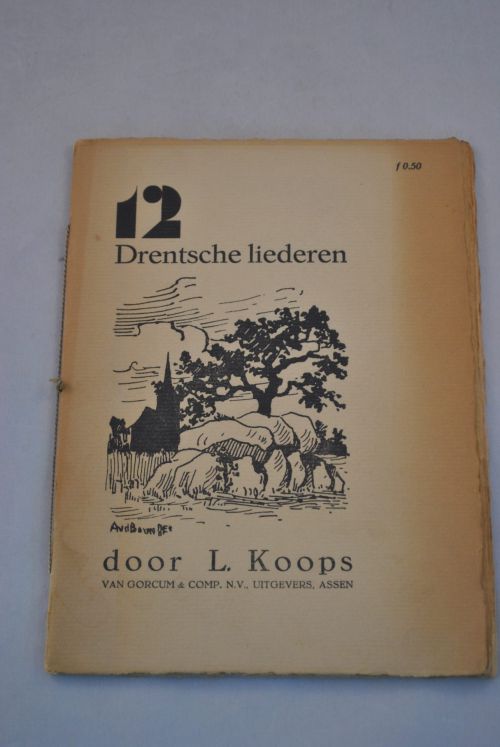 f 0.50
12
Drentsche liederen
door L. Koops
VAN GORCUM & COMP. N.V., UITGEVERS, ASSEN